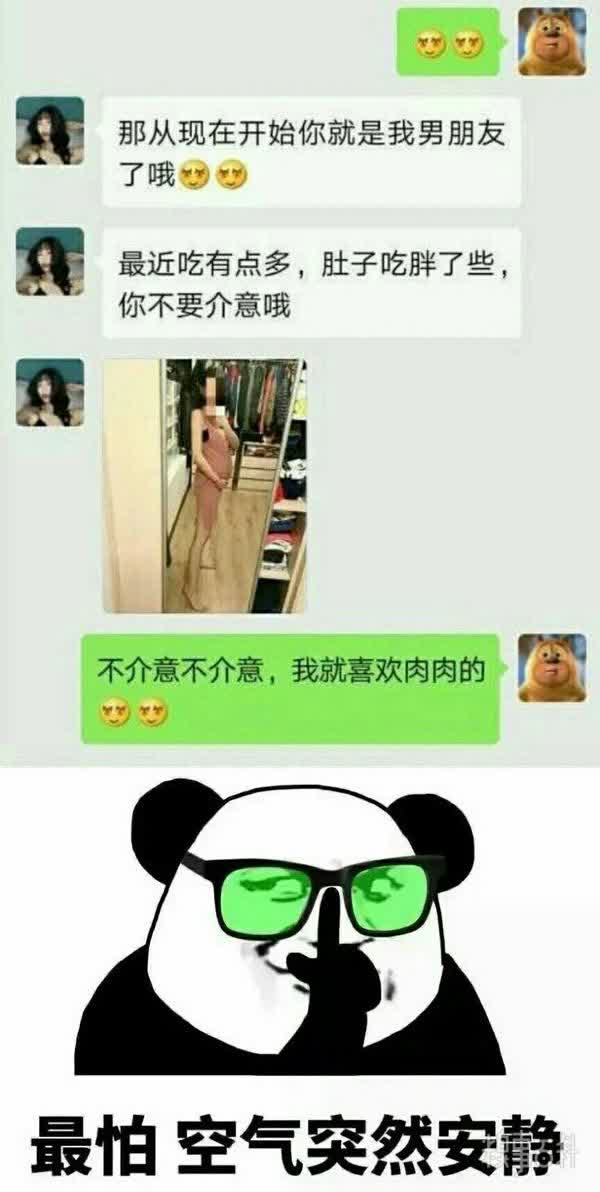 那从现在开始你就是我男朋友
了哦
最近吃有点多，肚子吃胖了些，
你不要介意哦
不介意不介意，我就喜欢肉肉的
最怕 空气突然安静